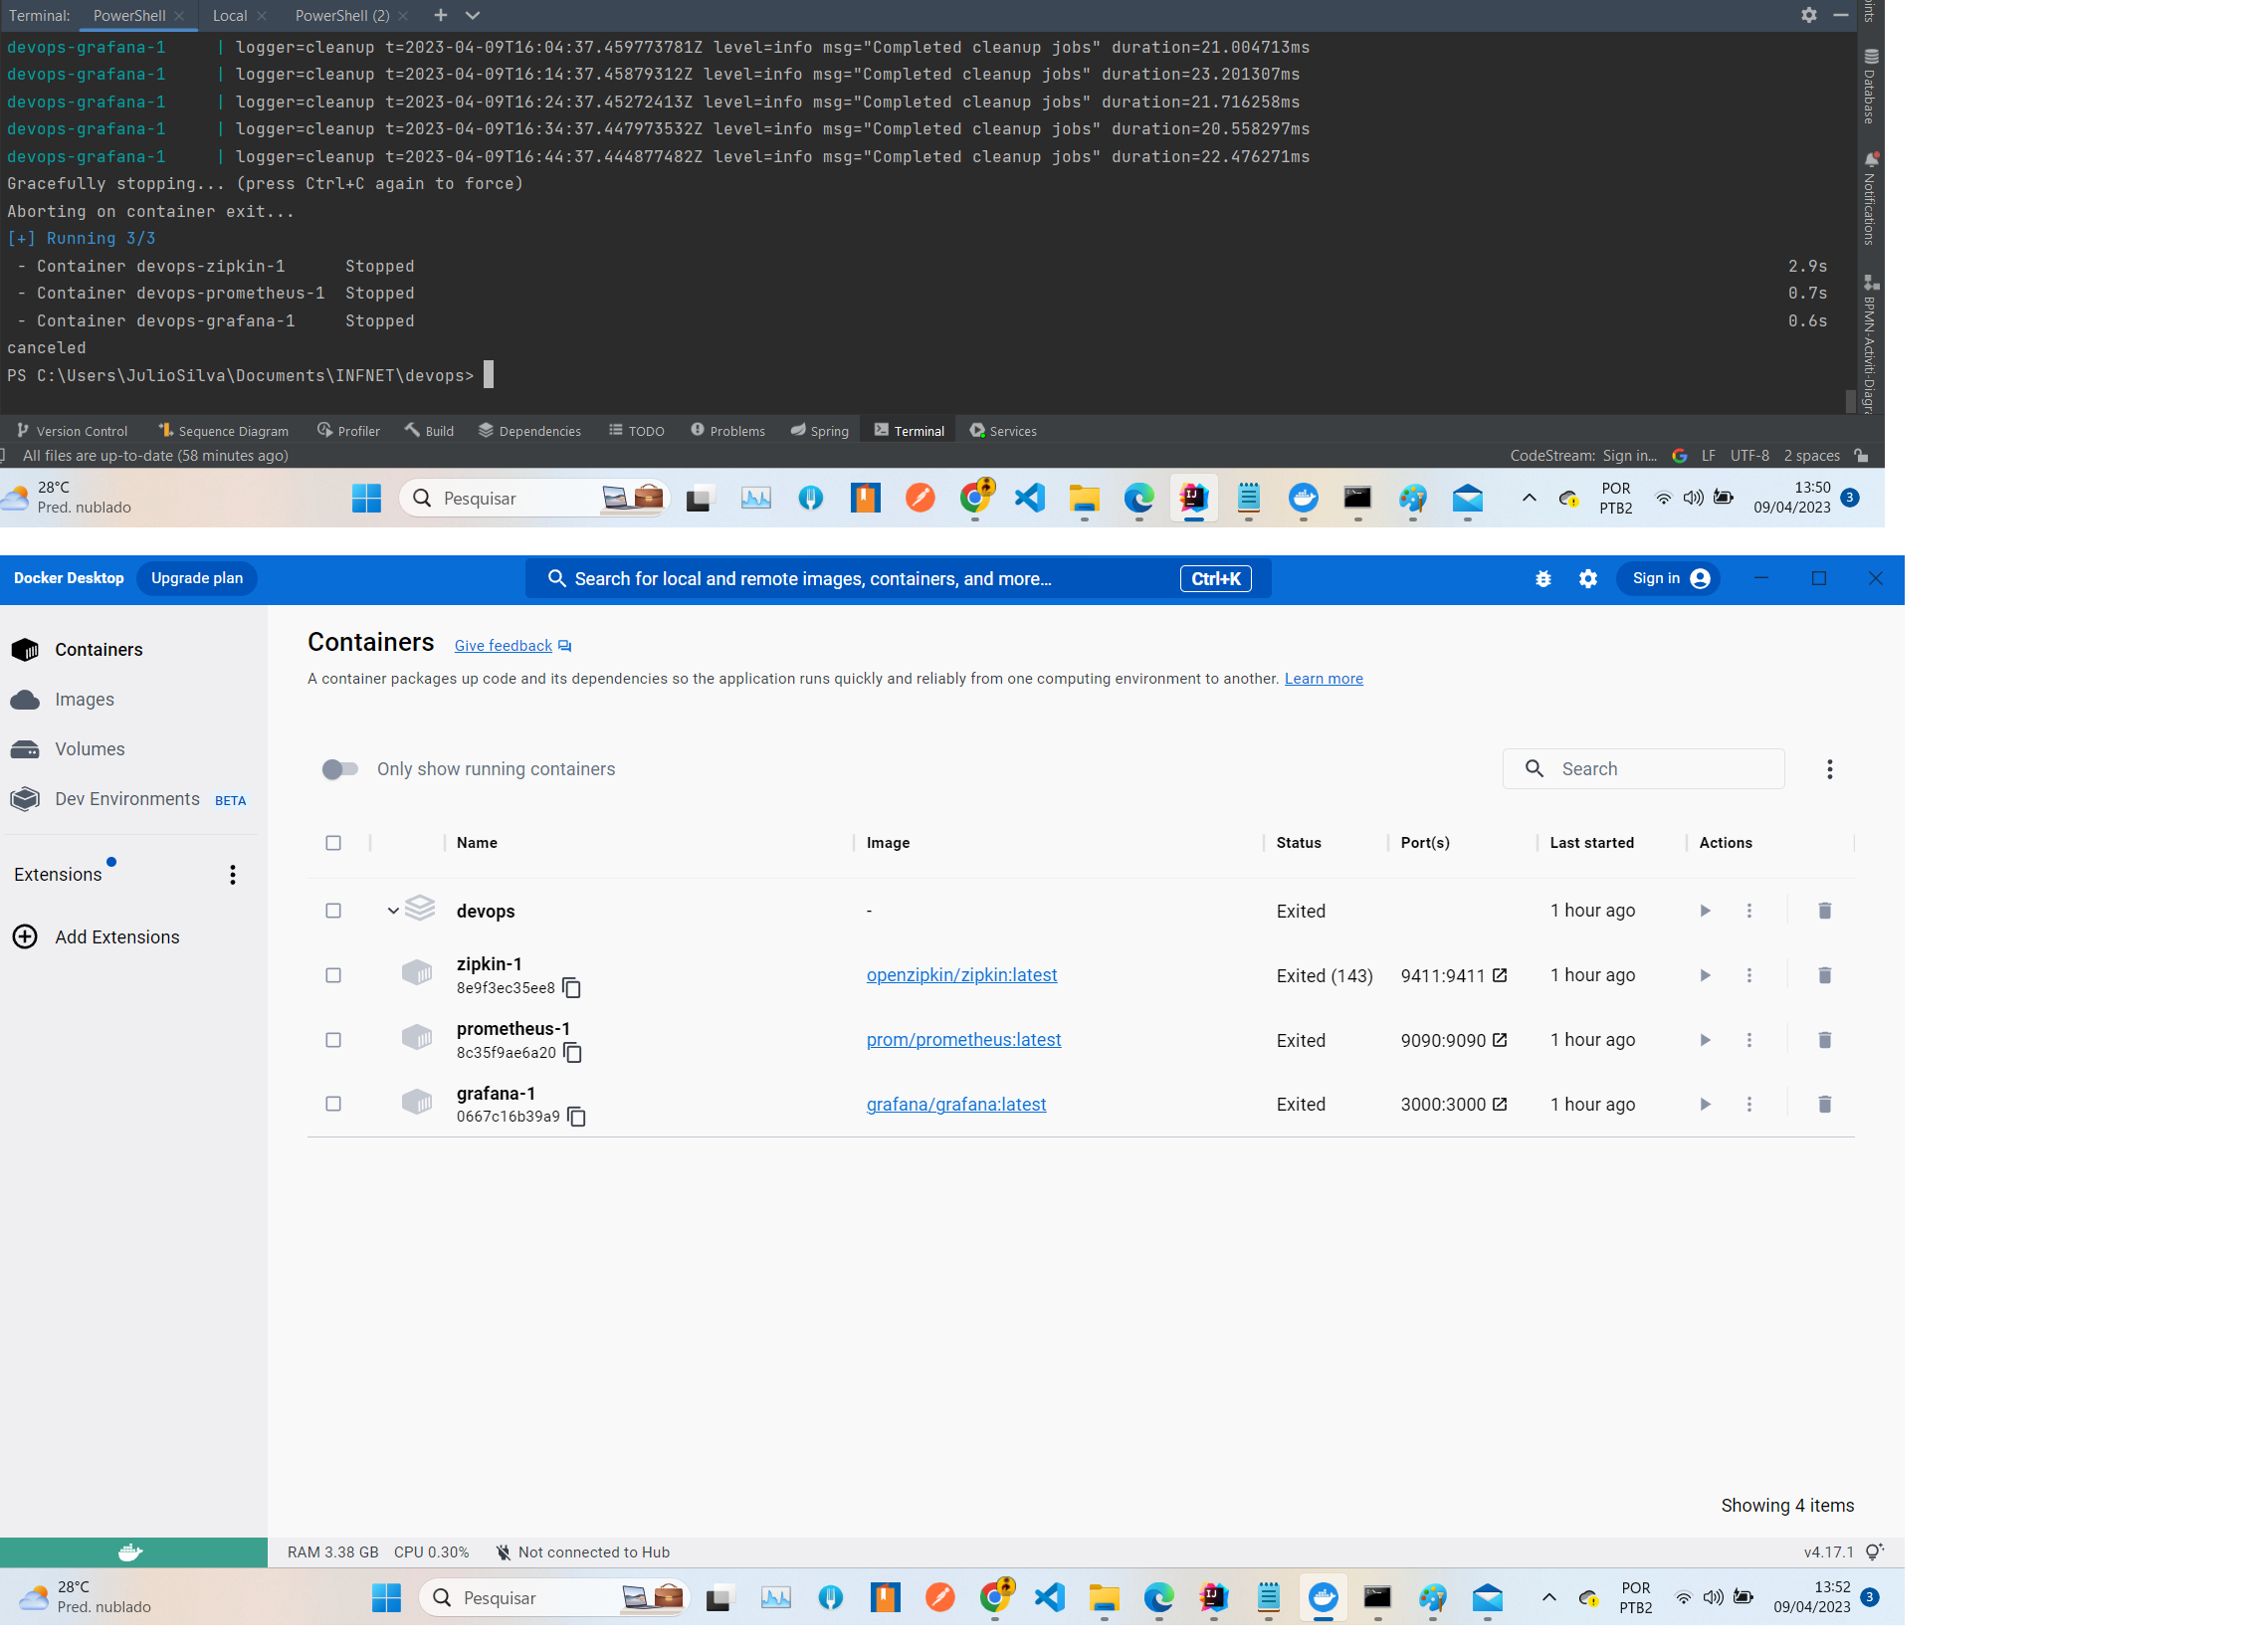 Terminal: PowerShell × Local × PowerShell (2) ×
devops-grafana-1 | logger=cleanup t=2023-04-09T16:04:37.459773781Z level=info msg="Completed cleanup jobs" duration=21.004713ms
devops-grafana-1 | logger=cleanup t=2023-04-09T16:14:37.45879312Z level=info msg="Completed cleanup jobs" duration=23.201307ms
devops-grafana-1 | logger=cleanup t=2023-04-09T16:24:37.45272413Z level=info msg="Completed cleanup jobs" duration=21.716258ms
devops-grafana-1 | logger=cleanup t=2023-04-09T16:34:37.447973532Z level=info msg="Completed cleanup jobs" duration=20.558297ms
devops-grafana-1 | logger=cleanup t=2023-04-09T16:44:37.444877482Z level=info msg="Completed cleanup jobs" duration=22.476271ms
Gracefully stopping... (press Ctrl+C again to force)
Aborting on container exit...
[+] Running 3/3
- Container devops-zipkin-1 Stopped 2.9s
- Container devops-prometheus-1 Stopped 0.7s
- Container devops-grafana-1 Stopped 0.6s
canceled
PS C:\Users\JulioSilva\Documents\INFNET\devops>
Database
Notifications
BPMN-Activiti-Diagra
Version Control Sequence Diagram Profiler Build Dependencies TODO Problems Spring Terminal Services
All files are up-to-date (58 minutes ago) CodeStream: Sign in... LF UTF-8 2 spaces
28°C
Pred. nublado
Pesquisar
POR
PTB2
13:50
09/04/2023
3
Docker Desktop Upgrade plan Search for local and remote images, containers, and more... Ctrl+K Sign in
Containers
Images
Volumes
Dev Environments BETA
Extensions
Add Extensions
Containers Give feedback
A container packages up code and its dependencies so the application runs quickly and reliably from one computing environment to another. Learn more
Only show running containers Search
Name Image Status Port(s) Last started Actions
devops - Exited 1 hour ago
zipkin-1
8e9f3ec35ee8
openzipkin/zipkin:latest Exited (143) 9411:9411 1 hour ago
prometheus-1
8c35f9ae6a20
prom/prometheus:latest Exited 9090:9090 1 hour ago
grafana-1
0667c16b39a9
grafana/grafana:latest Exited 3000:3000 1 hour ago
Showing 4 items
RAM 3.38 GB CPU 0.30% Not connected to Hub v4.17.1
28°C
Pred. nublado
Pesquisar
POR
PTB2
13:52
09/04/2023
3